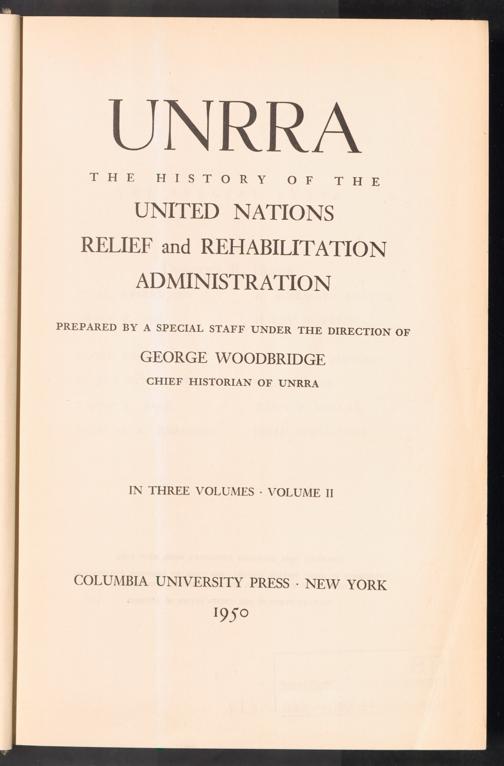 UNRRA
THE HISTORY OF THE
UNITED NATIONS
RELIEF and REHABILITATION
ADMINISTRATION
PREPARED BY A SPECIAL STAFF UNDER THE DIRECTION OF
GEORGE WOODBRIDGE
CHIEF HISTORIAN OF UNRRA
IN THREE VOLUMES · VOLUME II
COLUMBIA UNIVERSITY PRESS · NEW YORK
1950